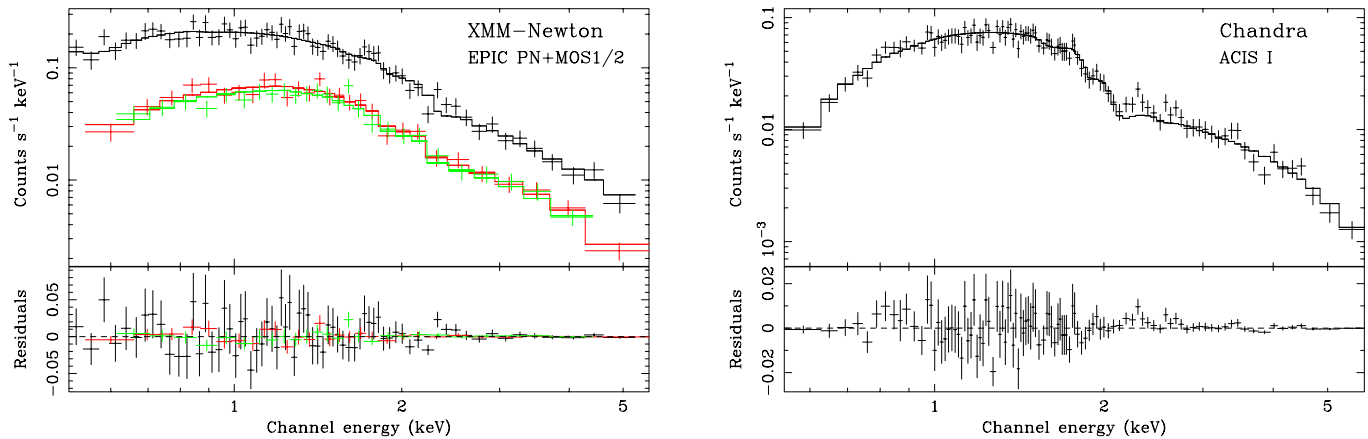 XMM−Newton
EPIC PN+MOS1/2
Counts s−1 keV−1
0.1
0.01
Residuals
0.05
0
−0.05
1
2
5
Channel energy (keV)
Chandra
ACIS I
Counts s−1 keV−1
0.1
0.01
10−3
Residuals
0.02
0
−0.02
1
2
5
Channel energy (keV)